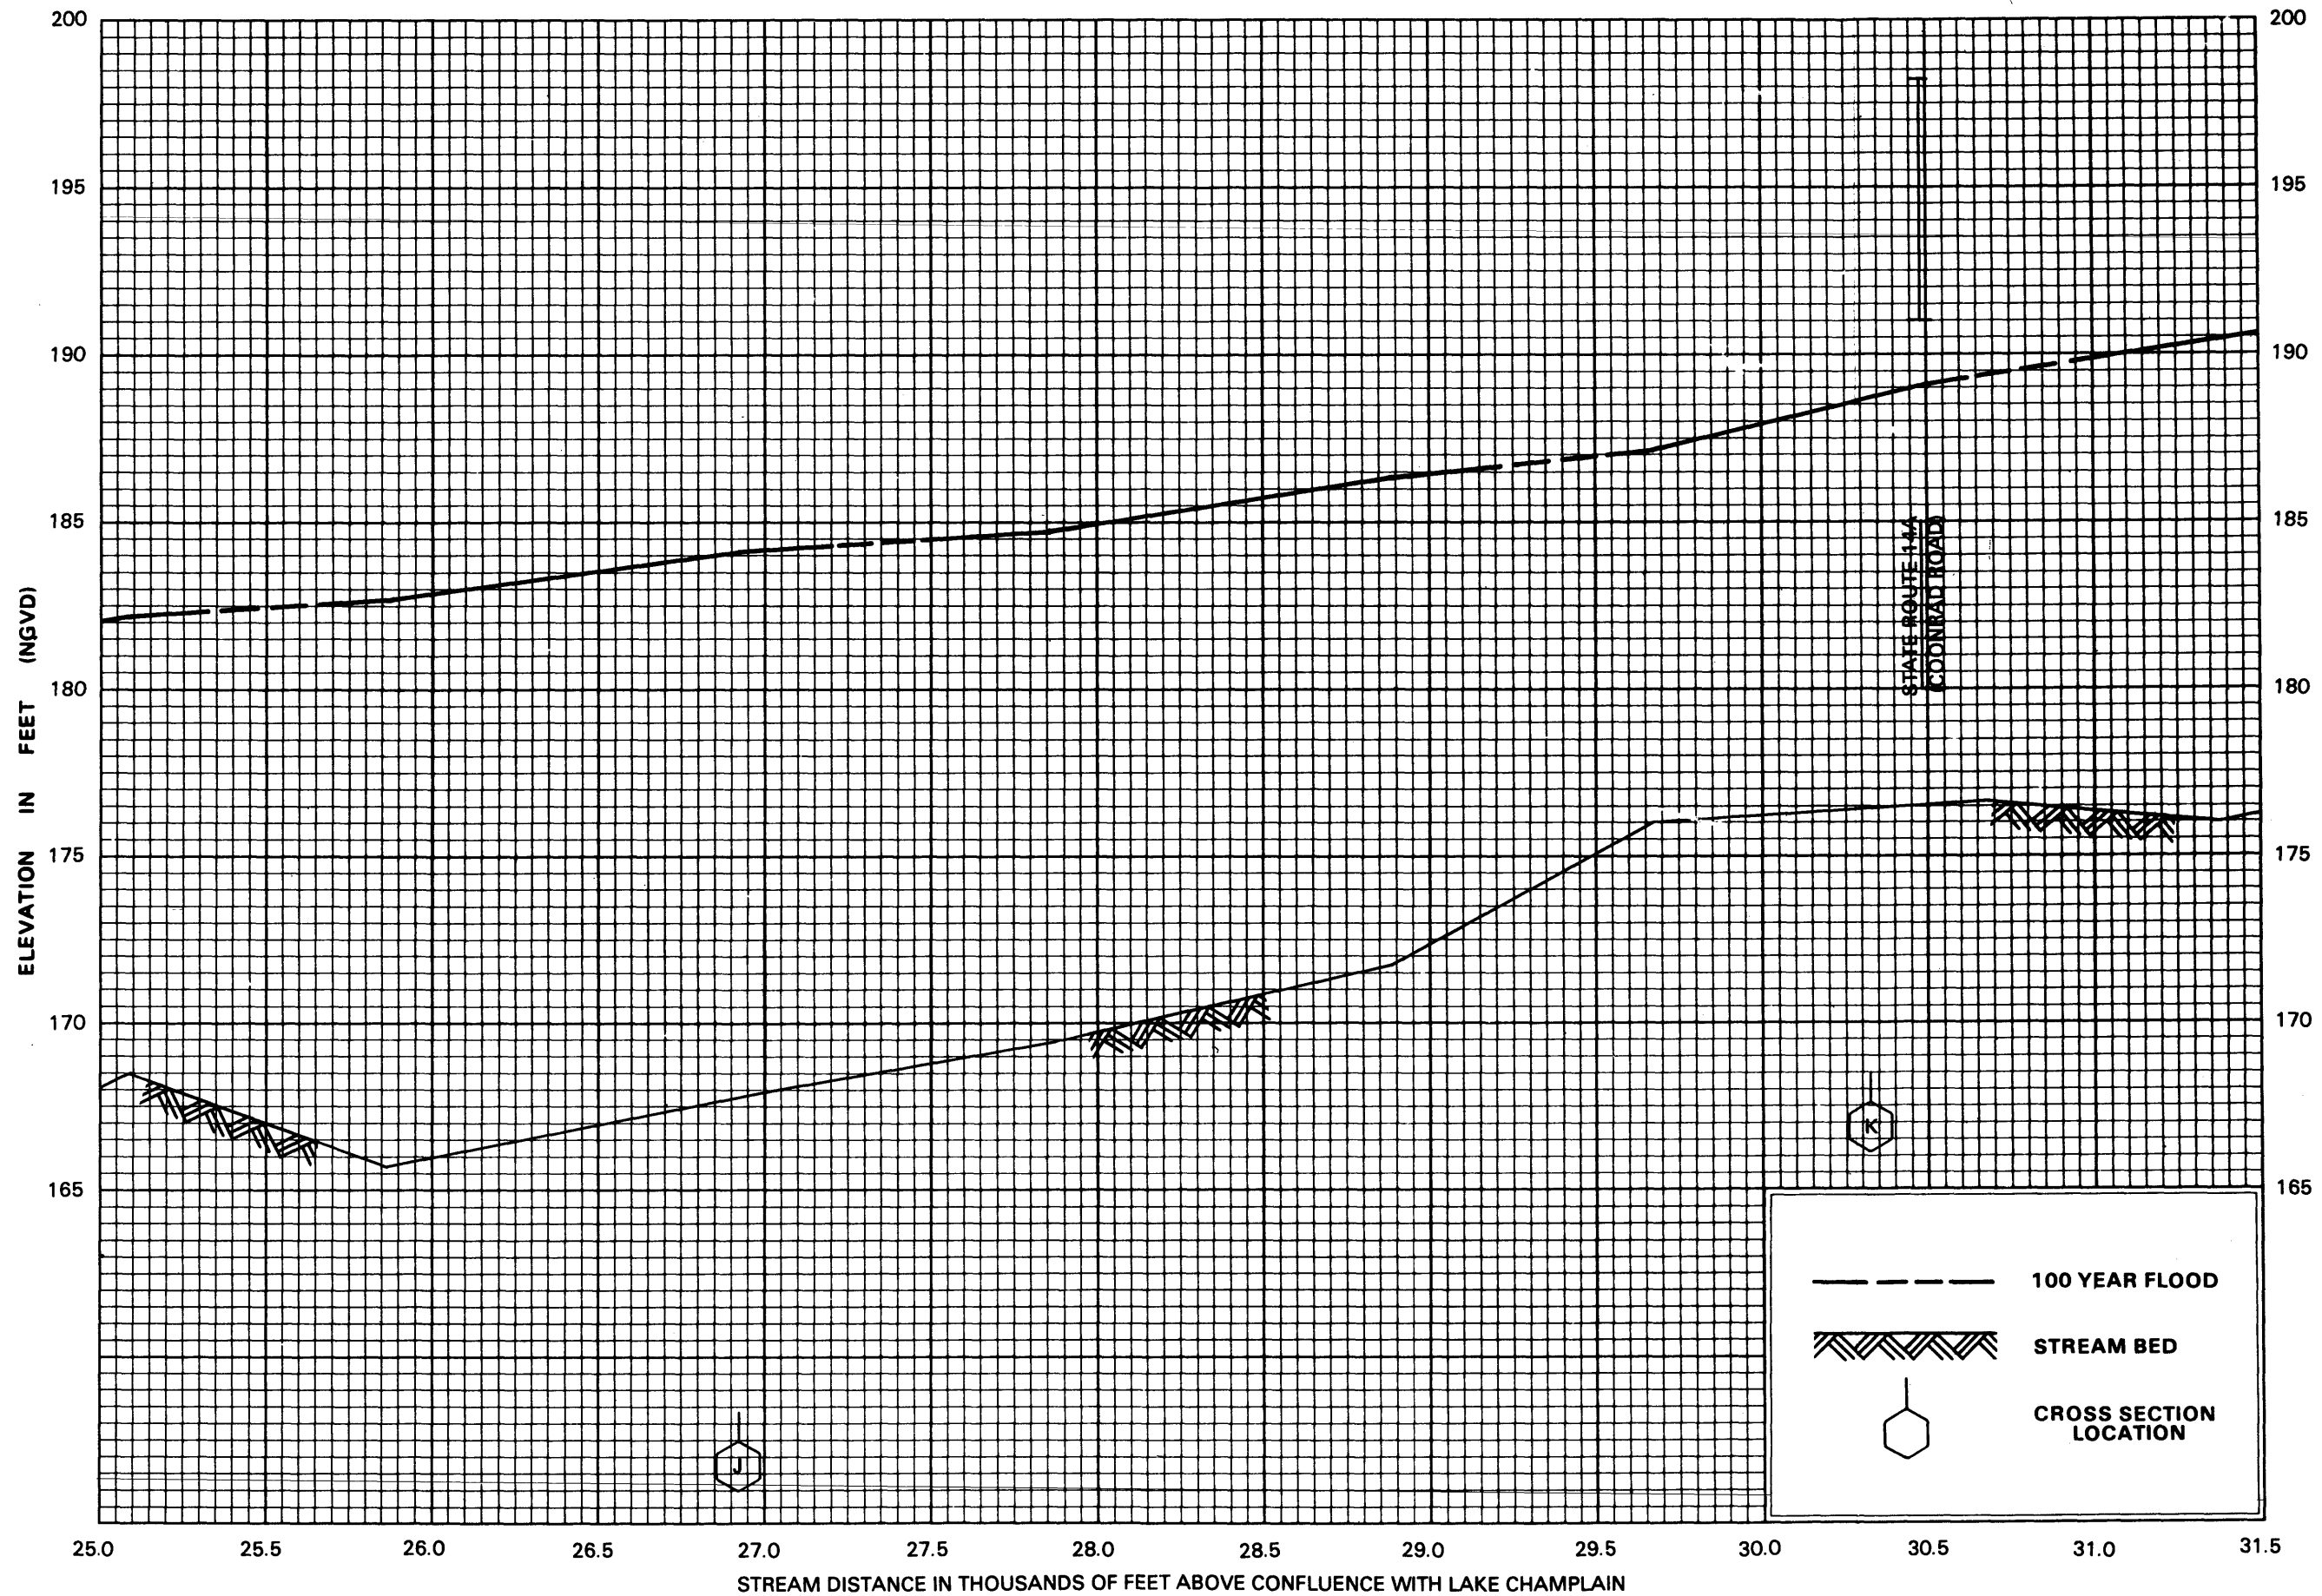 200
195
190
185
180
175
170
165
ELEVATION IN FEET (NGVD)
200
195
190
185
180
175
170
165
STATE ROUTE 14A
(COONRAD ROAD)
J
K
100 YEAR FLOOD
STREAM BED
CROSS SECTION
LOCATION
25.0 25.5 26.0 26.5 27.0 27.5 28.0 28.5 29.0 29.5 30.0 30.5 31.0 31.5
STREAM DISTANCE IN THOUSANDS OF FEET ABOVE CONFLUENCE WITH LAKE CHAMPLAIN